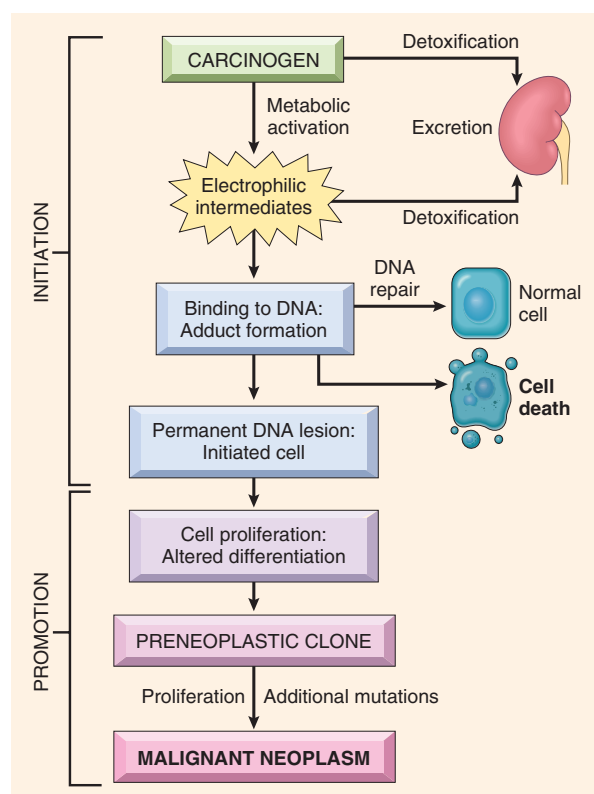 Detoxification
CARCINOGEN
Metabolic
activation
Excretion
Electrophilic
intermediates
Detoxification
INITIATION
DNA
repair
Normal
cell
Binding to DNA:
Adduct formation
Cell
death
Permanent DNA lesion:
Initiated cell
Cell proliferation:
Altered differentiation
PROMOTION
PRENEOPLASTIC CLONE
Proliferation
Additional mutations
MALIGNANT NEOPLASM